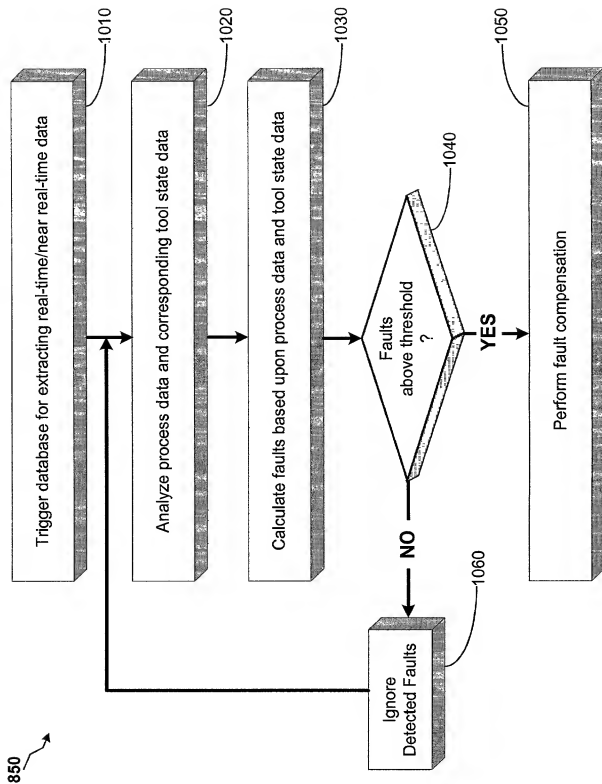 850
Trigger database for extracting real-time/near real-time data
1010
Analyze process data and corresponding tool state data
1020
Calculate faults based upon process data and tool state data
1030
Faults
above threshold
?
1040
NO
YES
Ignore
Detected Faults
1060
Perform fault compensation
1050